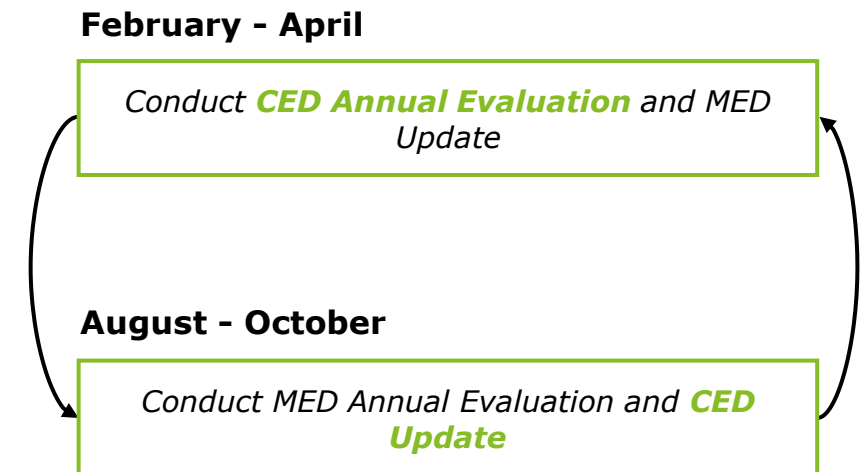 February - April
Conduct CED Annual Evaluation and MED
Update
August - October
Conduct MED Annual Evaluation and CED
Update